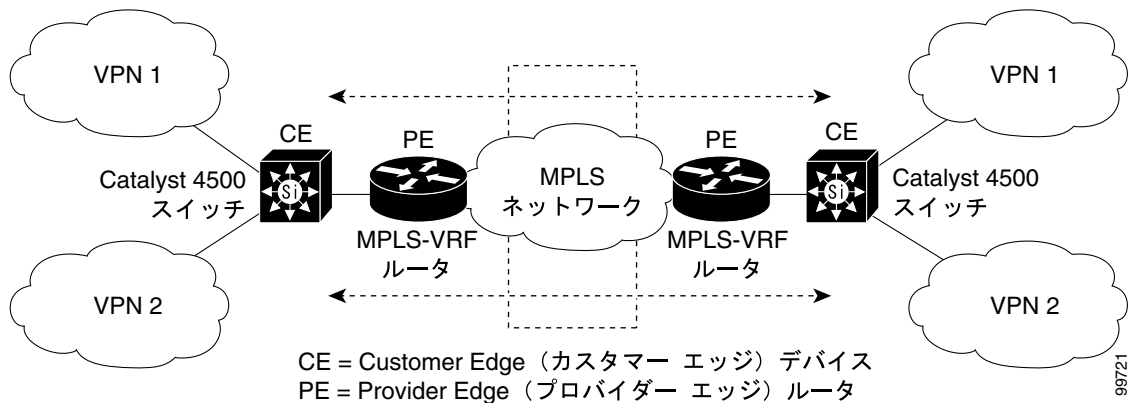 VPN 1
VPN 1
CE
PE
PE
CE
Catalyst 4500
スイッチ
Si
MPLS
ネットワーク
Si
Catalyst 4500
スイッチ
MPLS-VRF
ルータ
MPLS-VRF
ルータ
VPN 2
VPN 2
CE = Customer Edge（カスタマー エッジ）デバイス
PE = Provider Edge（プロバイダー エッジ）ルータ
99721